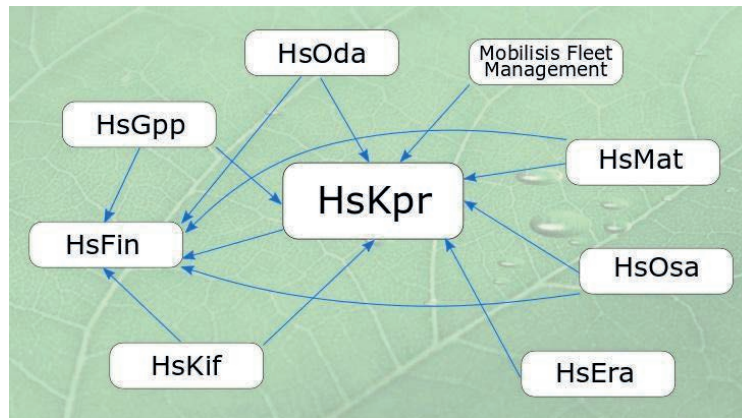 HsOda
Mobilisis Fleet
Management
HsGpp
HsMat
HsKpr
HsFin
HsOsa
HsKif
HsEra